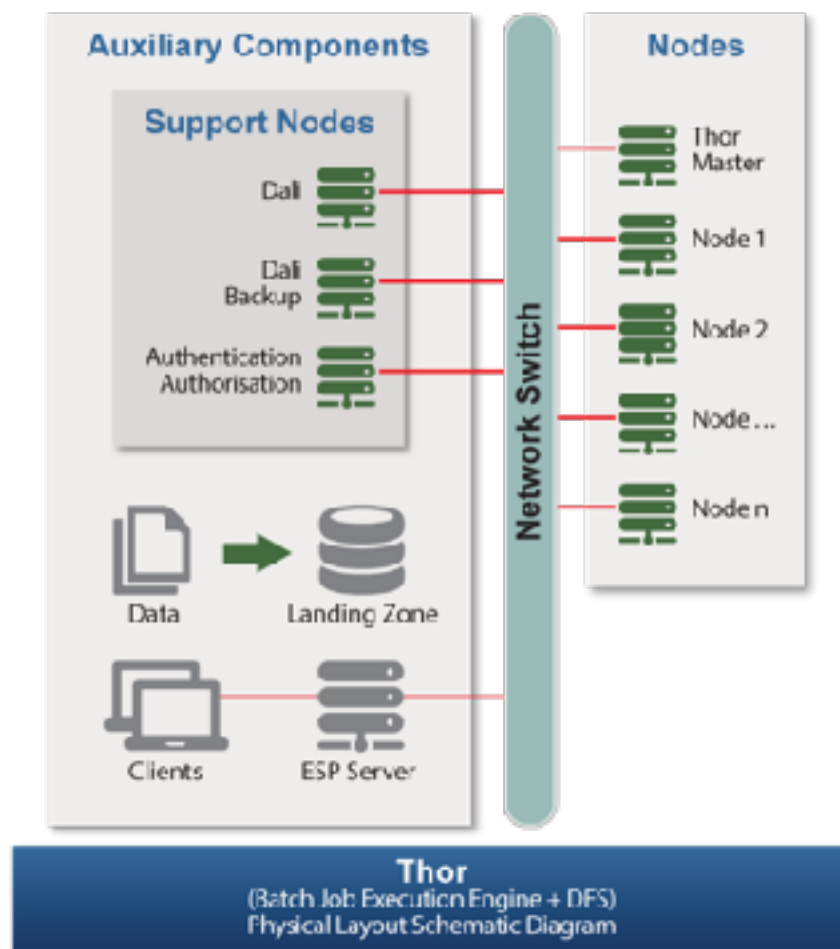 Auxiliary Components
Support Nodes
Dali
Dali
Backup
Authentication
Authorisation
Data
Landing Zone
Clients
ESP Server
Network Switch
Nodes
Thor
Master
Node 1
Node 2
Node ...
Node n
Thor
(Batch Job Execution Engine + DFS)
Physical Layout Schematic Diagram